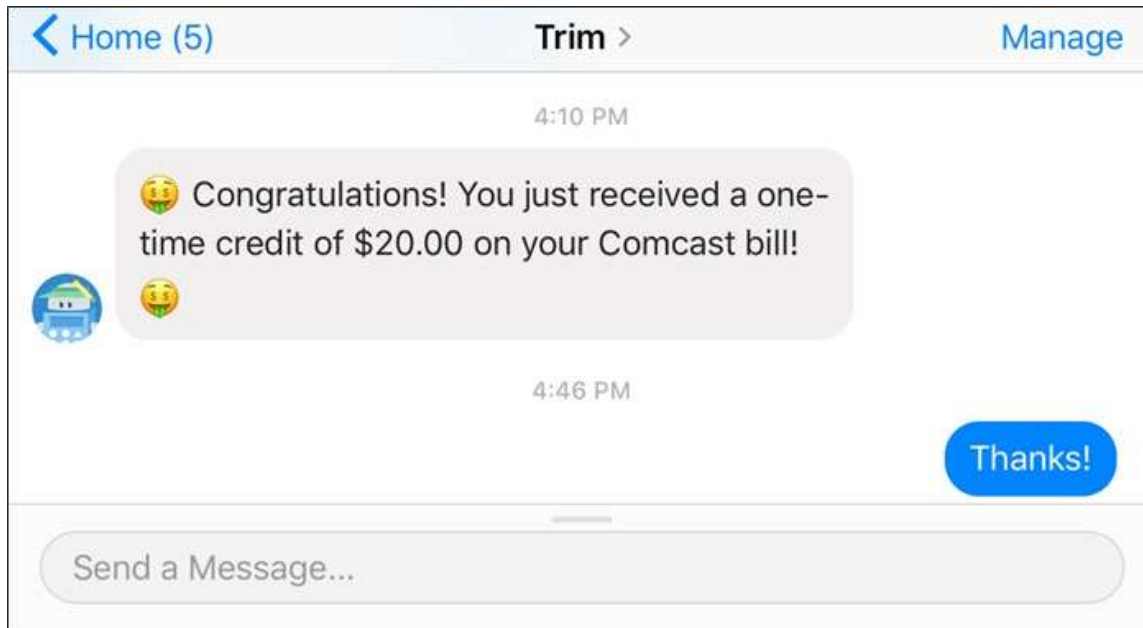 Home (5)
Trim >
Manage
4:10 PM
🤑 Congratulations! You just received a one-
time credit of $20.00 on your Comcast bill!
🤑
4:46 PM
Thanks!
Send a Message...